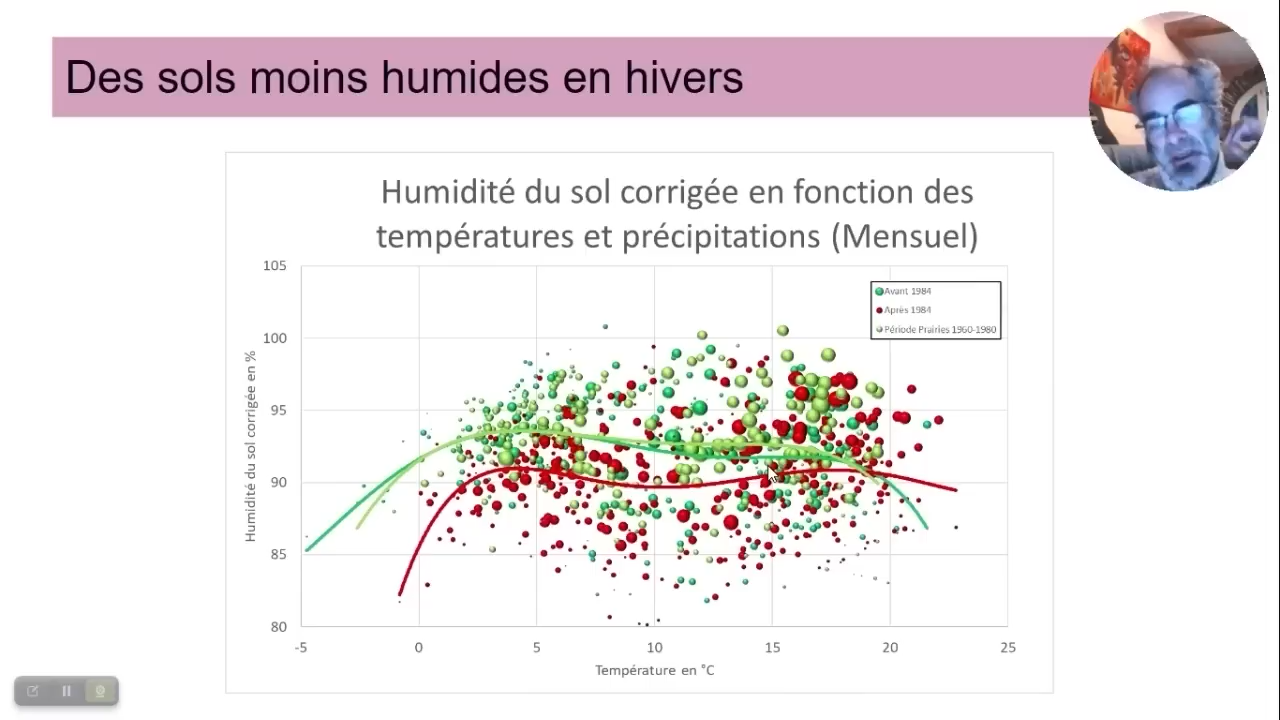 Des sols moins humides en hivers
Humidité du sol corrigée en fonction des
températures et précipitations (Mensuel)
105
100
95
90
85
80
Humidité du sol corrigée en %
Avant 1984
Après 1984
Période Prairies 1960-1980
-5
0
5
10
15
20
25
Température en °C